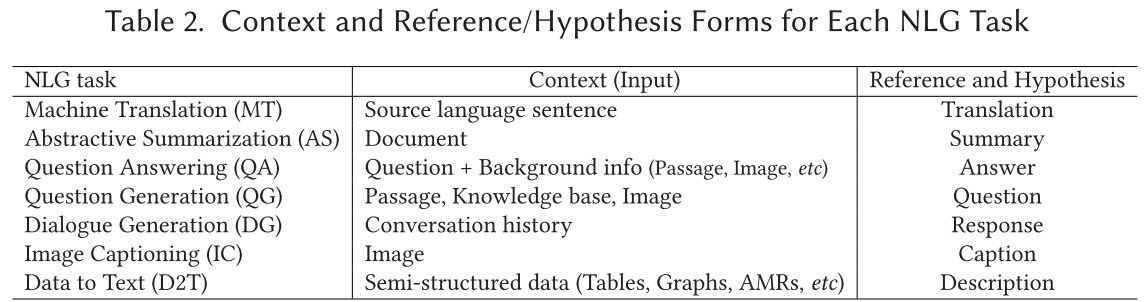 Table 2. Context and Reference/Hypothesis Forms for Each NLG Task
NLG task Context (Input) Reference and Hypothesis
Machine Translation (MT) Source language sentence Translation
Abstractive Summarization (AS) Document Summary
Question Answering (QA) Question + Background info (Passage, Image, etc) Answer
Question Generation (QG) Passage, Knowledge base, Image Question
Dialogue Generation (DG) Conversation history Response
Image Captioning (IC) Image Caption
Data to Text (D2T) Semi-structured data (Tables, Graphs, AMRs, etc) Description